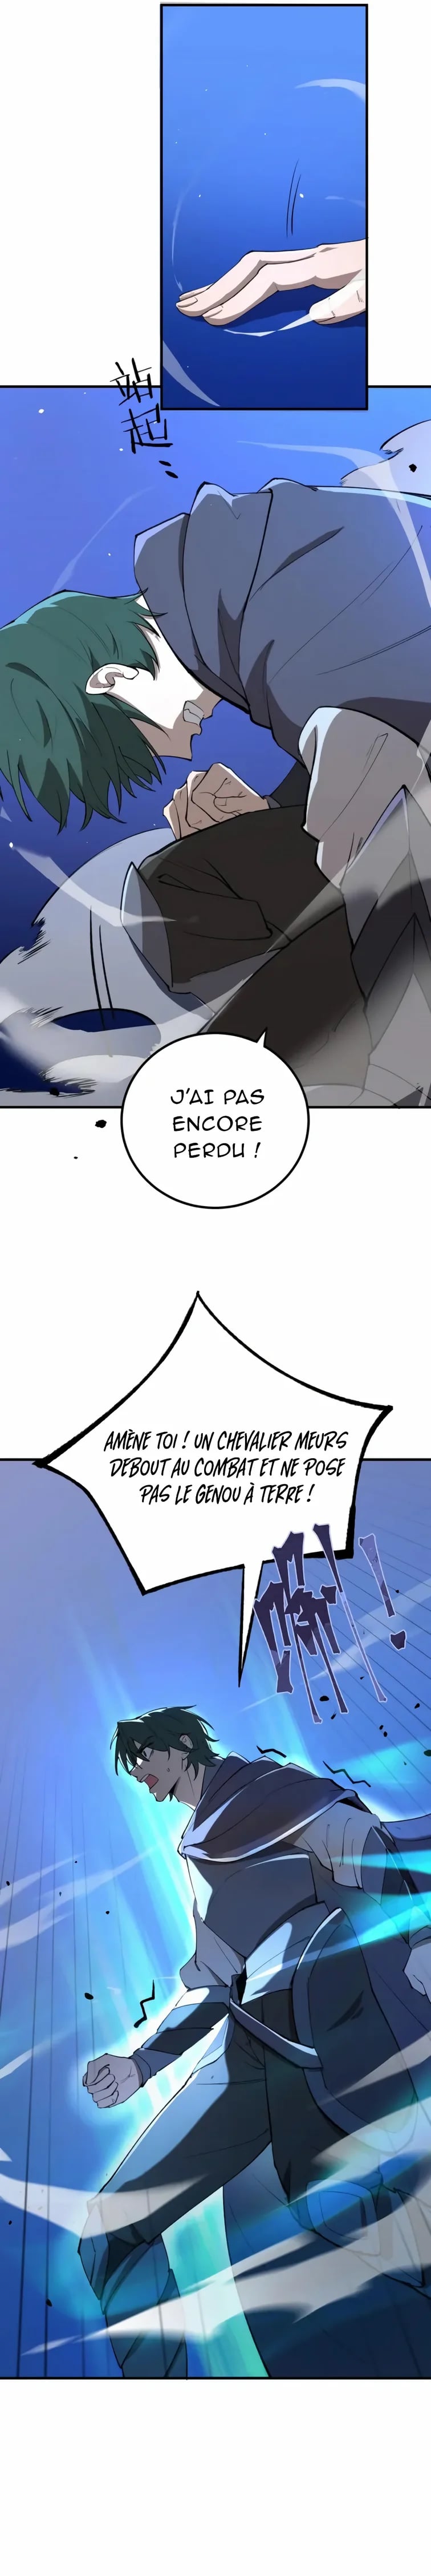 站
起
J'AI PAS
ENCORE
PERDU !
AMÈNE TOI ! UN CHEVALIER MEURS
DEBOUT AU COMBAT ET NE POSE
PAS LE GENOU À TERRE !